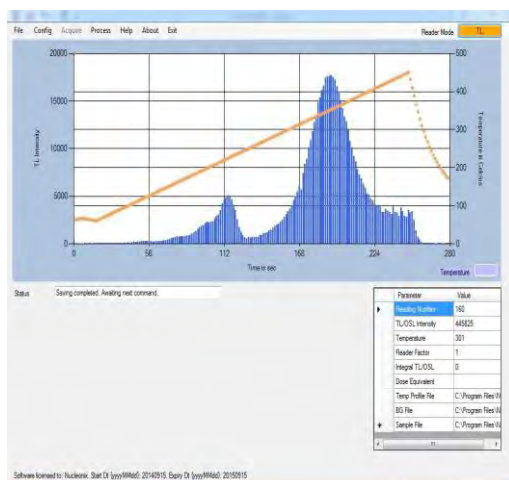 File Config Acquire Process Help About Exit Reader Mode TL
20000 500
15000 400
10000 300
5000 200
0 100
0
0 56 112 168 224 280
TL Intensity
Time in sec
Temperature in Celcius
Temperature
Status Saving completed. Awaiting next command.
Parameter Value
Reading Number 160
TL/OSL Intensity 445825
Temperature 301
Reader Factor 1
Integral TL/OSL 0
Dose Equivalent
Temp Profile File C:\Program Files\N
BG File C:\Program Files\N
Sample File C:\Program Files\N
Software licensed to: Nucleonix. Start Dt (yyyyMMdd): 20140915. Expiry Dt (yyyyMMdd): 20150915